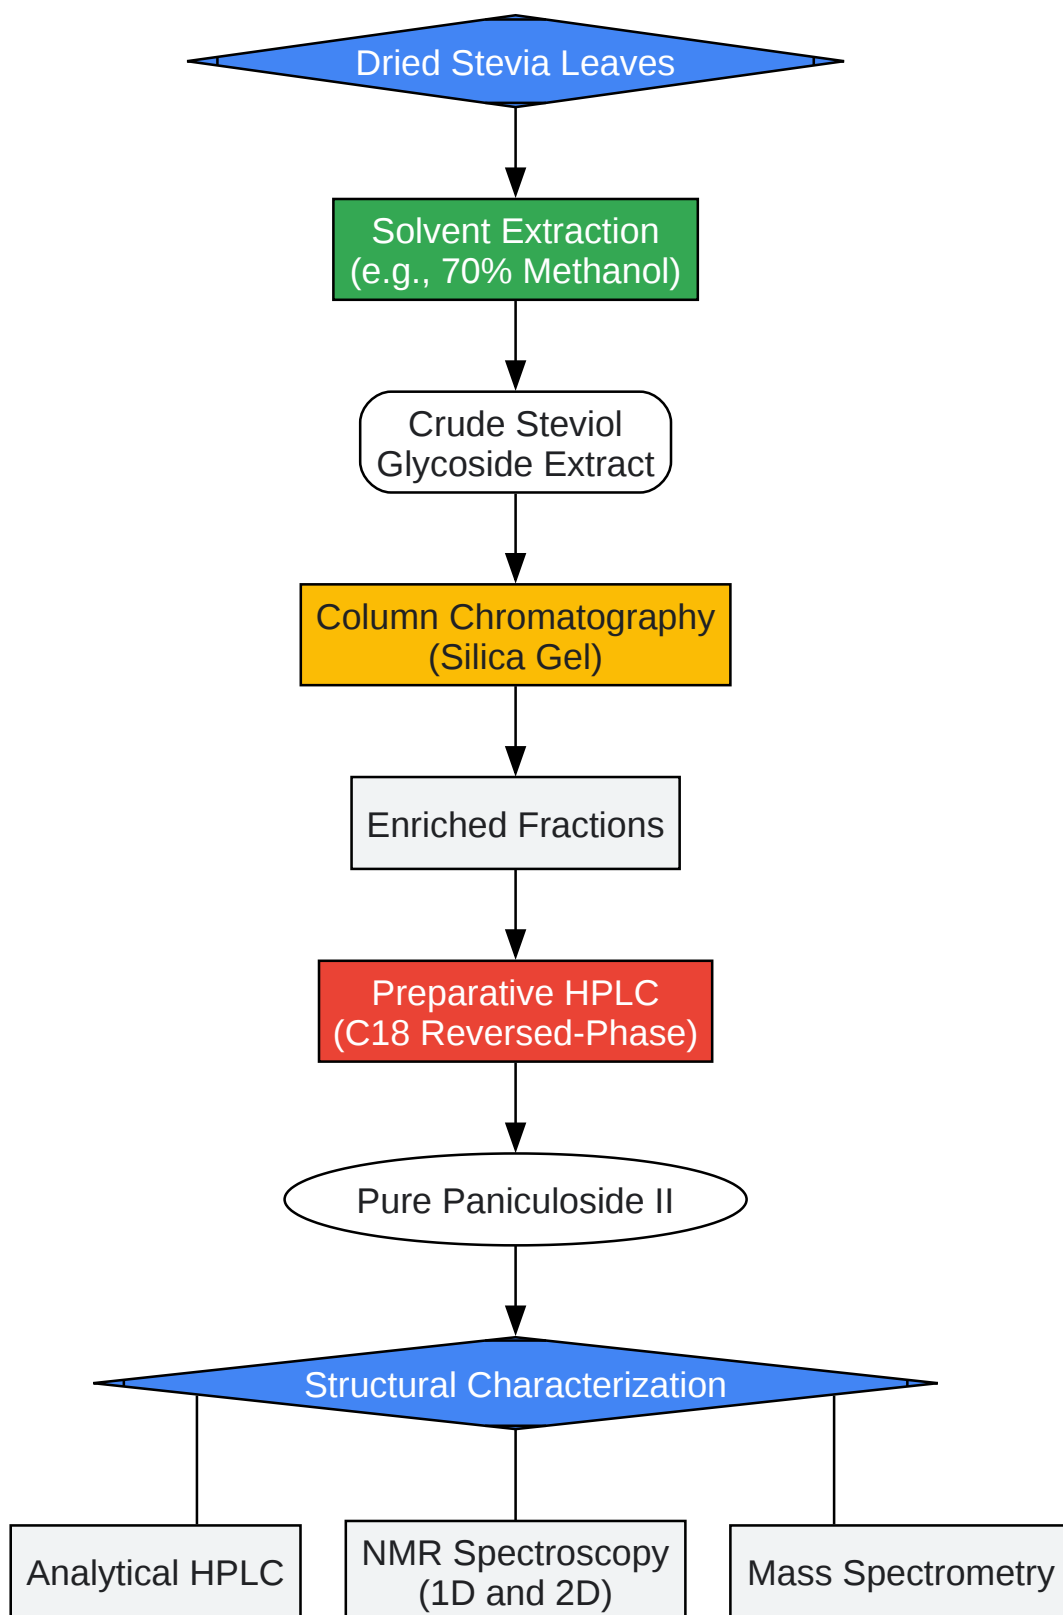 Dried Stevia Leaves
Solvent Extraction
(e.g., 70% Methanol)
Crude Steviol
Glycoside Extract
Column Chromatography
(Silica Gel)
Enriched Fractions
Preparative HPLC
(C18 Reversed-Phase)
Pure Paniculoside II
Structural Characterization
Analytical HPLC
NMR Spectroscopy
(1D and 2D)
Mass Spectrometry